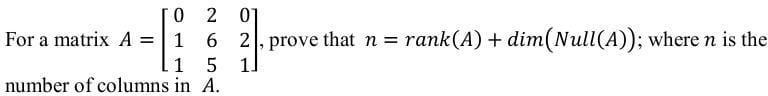 For a matrix A = [0 2 0; 1 6 2; 1 5 1], prove that n = rank(A) + dim(Null(A)); where n is the
number of columns in A.